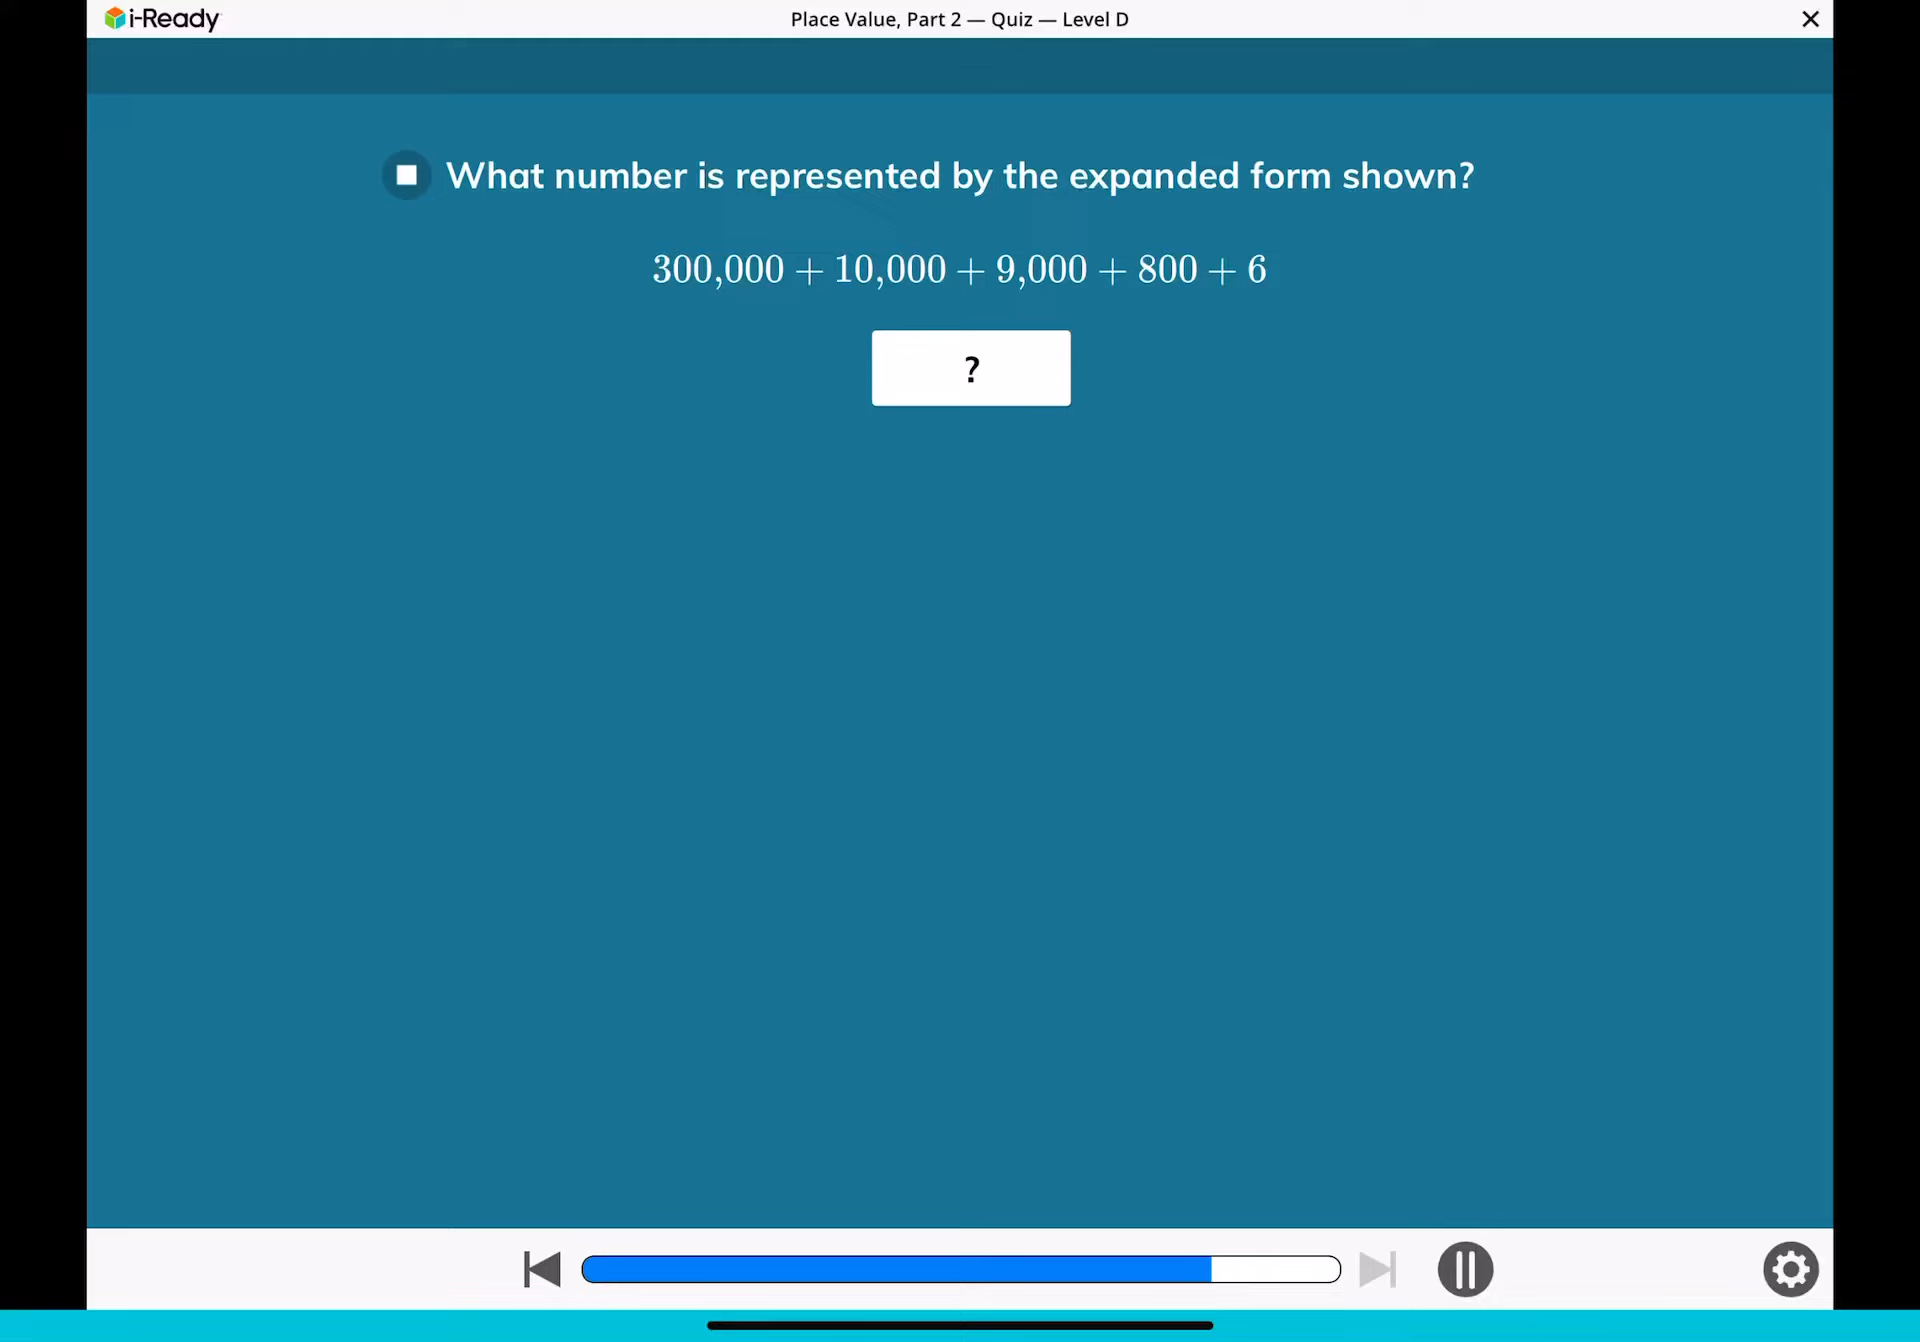 i-Ready
Place Value, Part 2 — Quiz — Level D
What number is represented by the expanded form shown?
300,000 + 10,000 + 9,000 + 800 + 6
?